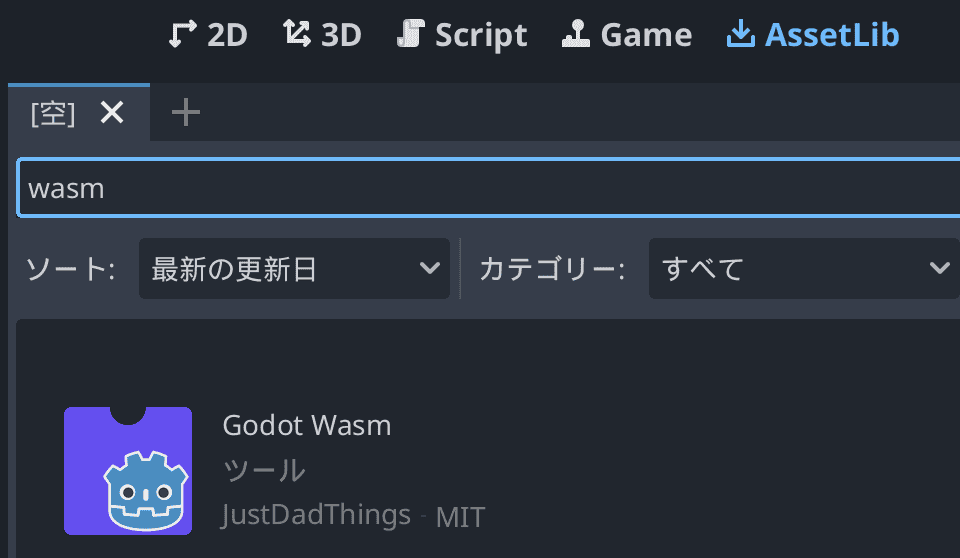 2D 3D Script Game AssetLib
[空]
wasm
ソート: 最新の更新日 カテゴリー: すべて
Godot Wasm
ツール
JustDadThings - MIT